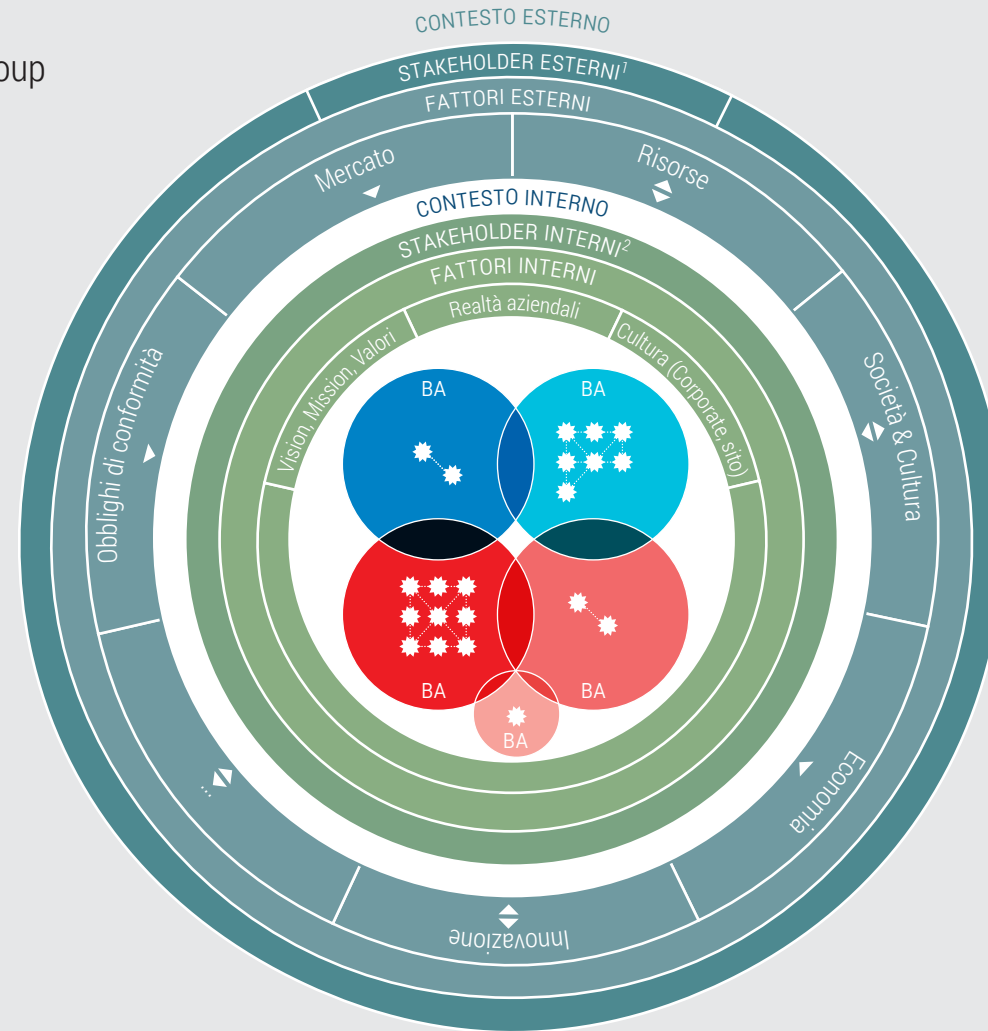 CONTESTO ESTERNO
oup
STAKEHOLDER ESTERNI¹
FATTORI ESTERNI
Mercato
Risorse
CONTESTO INTERNO
STAKEHOLDER INTERNI²
FATTORI INTERNI
Realtà aziendali
Vision, Mission, Valori
Cultura (Corporate, sito)
Obblighi di conformità
Società & Cultura
BA
BA
BA
BA
BA
...
Economia
Innovazione